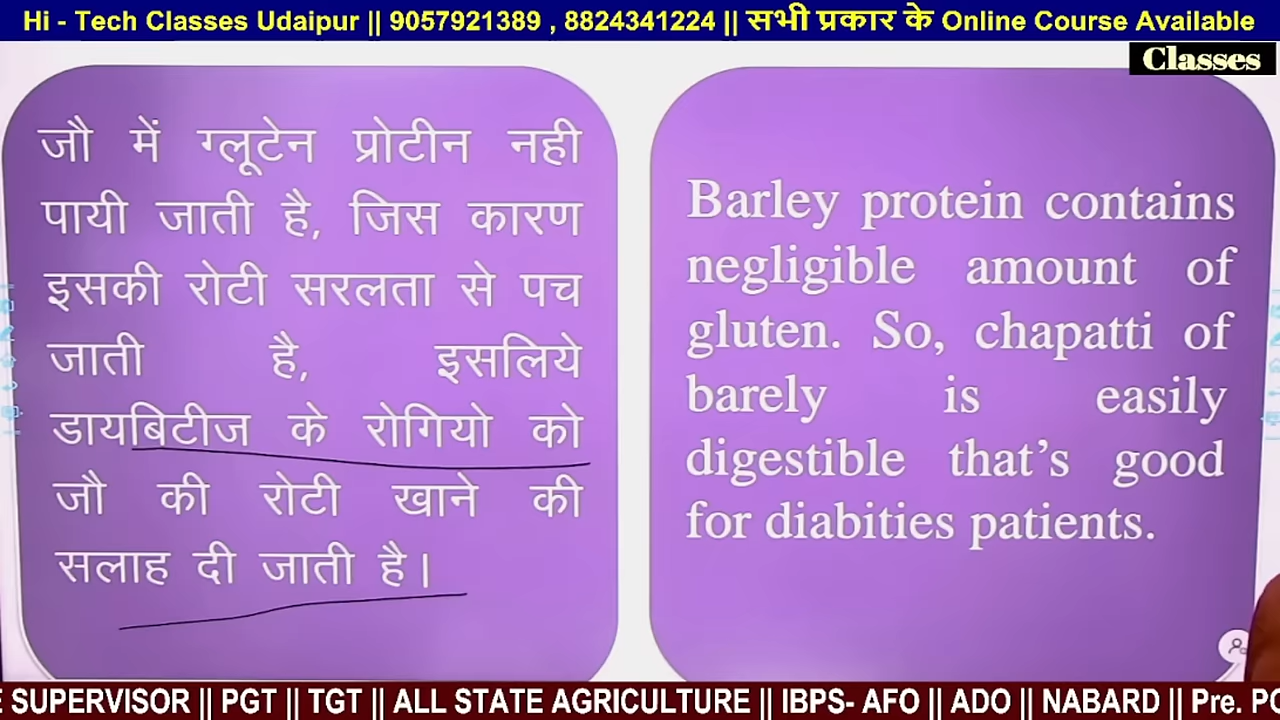 Hi - Tech Classes Udaipur || 9057921389 , 8824341224 || सभी प्रकार के Online Course Available
Classes
जौ में ग्लूटेन प्रोटीन नही
पायी जाती है, जिस कारण
इसकी रोटी सरलता से पच
जाती है, इसलिये
डायबिटीज के रोगियो को
जौ की रोटी खाने की
सलाह दी जाती है।
Barley protein contains
negligible amount of
gluten. So, chapatti of
barely is easily
digestible that’s good
for diabities patients.
SUPERVISOR || PGT || TGT || ALL STATE AGRICULTURE || IBPS- AFO || ADO || NABARD || Pre.